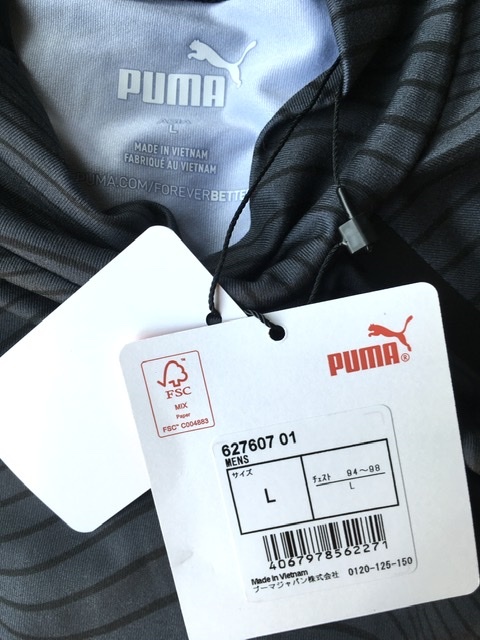 PUMA
L
MADE IN VIETNAM
FABRIQUÉ AU VIETNAM
PUMA.COM/FOREVERBETTER
PUMA®
FSC
MIX
Paper
FSC™ C004883
627607 01
MENS
サイズ
L
チェスト 94～98
L
4067978562271
Made in Vietnam
プーマジャパン株式会社 0120-125-150